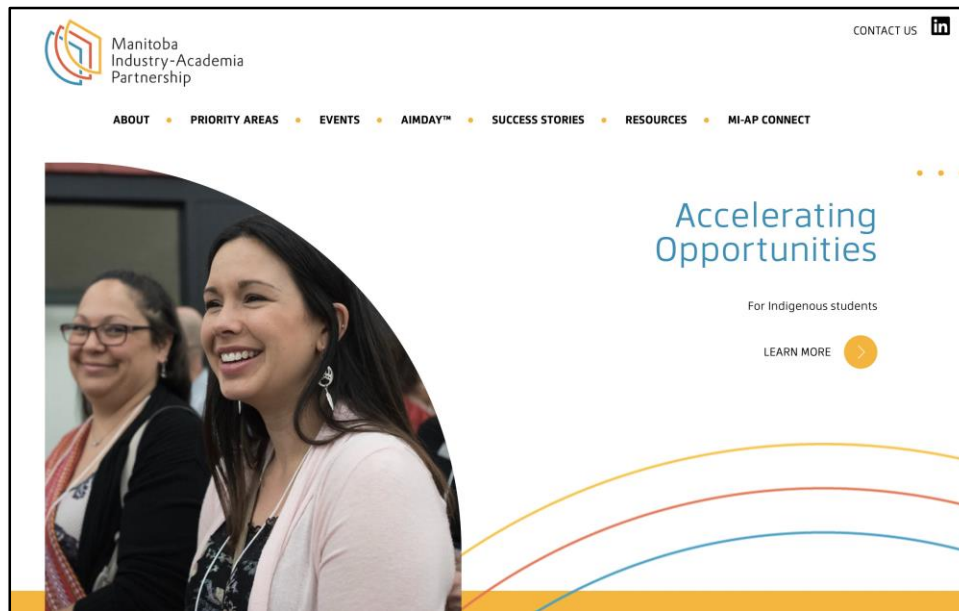 CONTACT US in
Manitoba
Industry-Academia
Partnership
ABOUT • PRIORITY AREAS • EVENTS • AIMDAY™ • SUCCESS STORIES • RESOURCES • MI-AP CONNECT
Accelerating
Opportunities
For Indigenous students
LEARN MORE